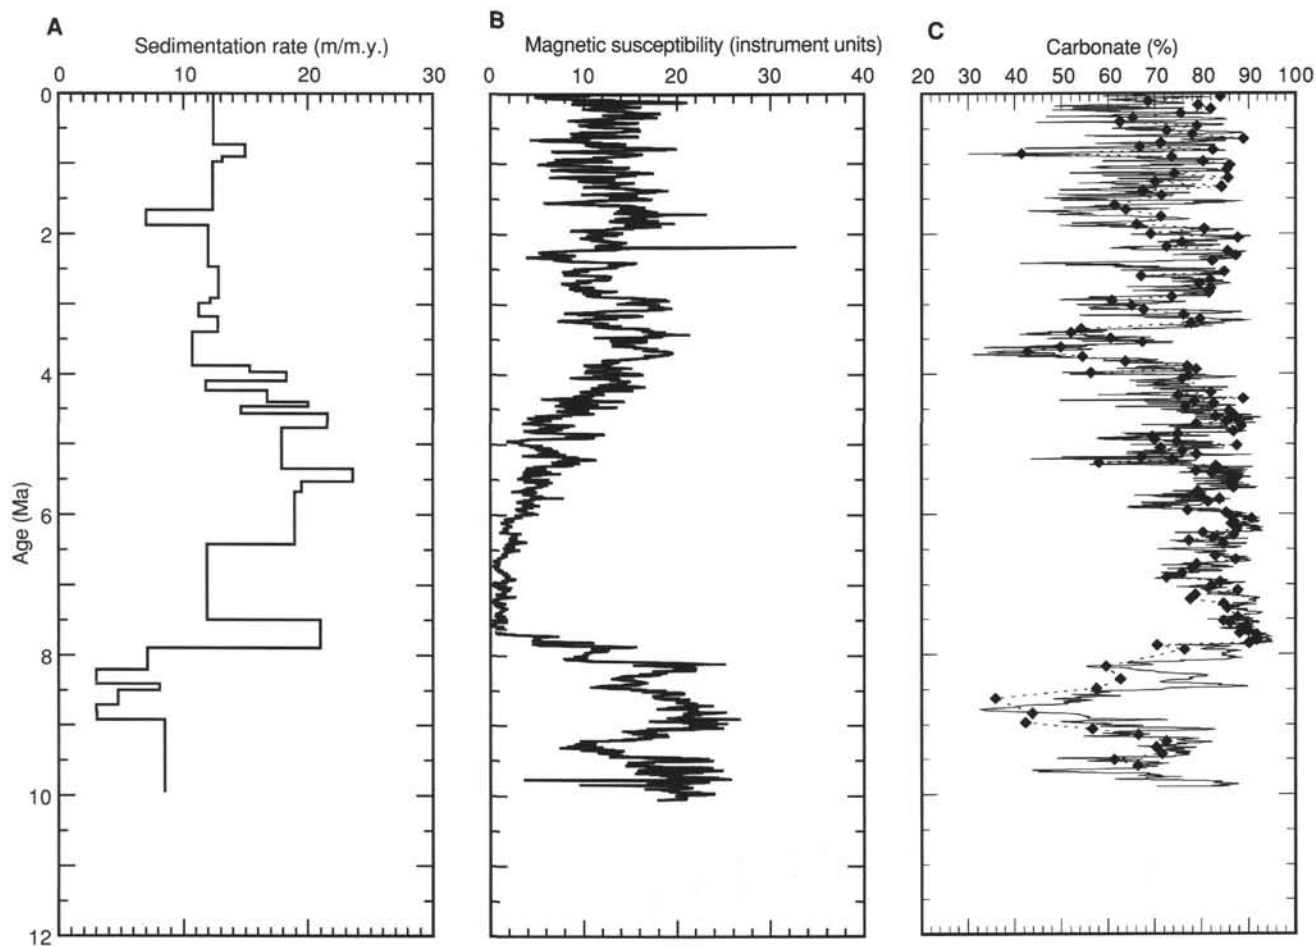 A
Sedimentation rate (m/m.y.)
0 10 20 30
B
Magnetic susceptibility (instrument units)
0 10 20 30 40
C
Carbonate (%)
20 30 40 50 60 70 80 90 100
Age (Ma)
0
2
4
6
8
10
12